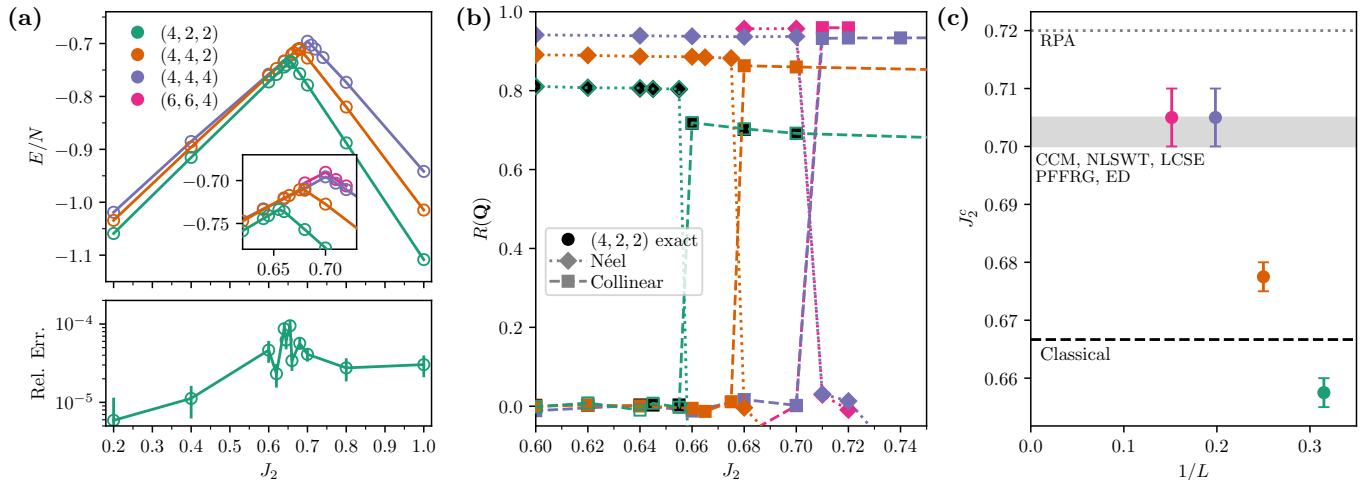 (a)
(4, 2, 2)
(4, 4, 2)
(4, 4, 4)
(6, 6, 4)
−0.7
−0.8
−0.9
−1.0
−1.1
E/N
−0.70
−0.75
0.65
0.70
10⁻⁴
10⁻⁵
Rel. Err.
0.2
0.3
0.4
0.5
0.6
0.7
0.8
0.9
1.0
J₂
(b)
1.0
0.8
0.6
0.4
0.2
0.0
R(Q)
(4, 2, 2) exact
Néel
Collinear
0.60
0.62
0.64
0.66
0.68
0.70
0.72
0.74
J₂
(c)
0.72
0.71
0.70
0.69
0.68
0.67
0.66
J₂ᶜ
RPA
CCM, NLSWT, LCSE
PFFRG, ED
Classical
0.0
0.1
0.2
0.3
1/L